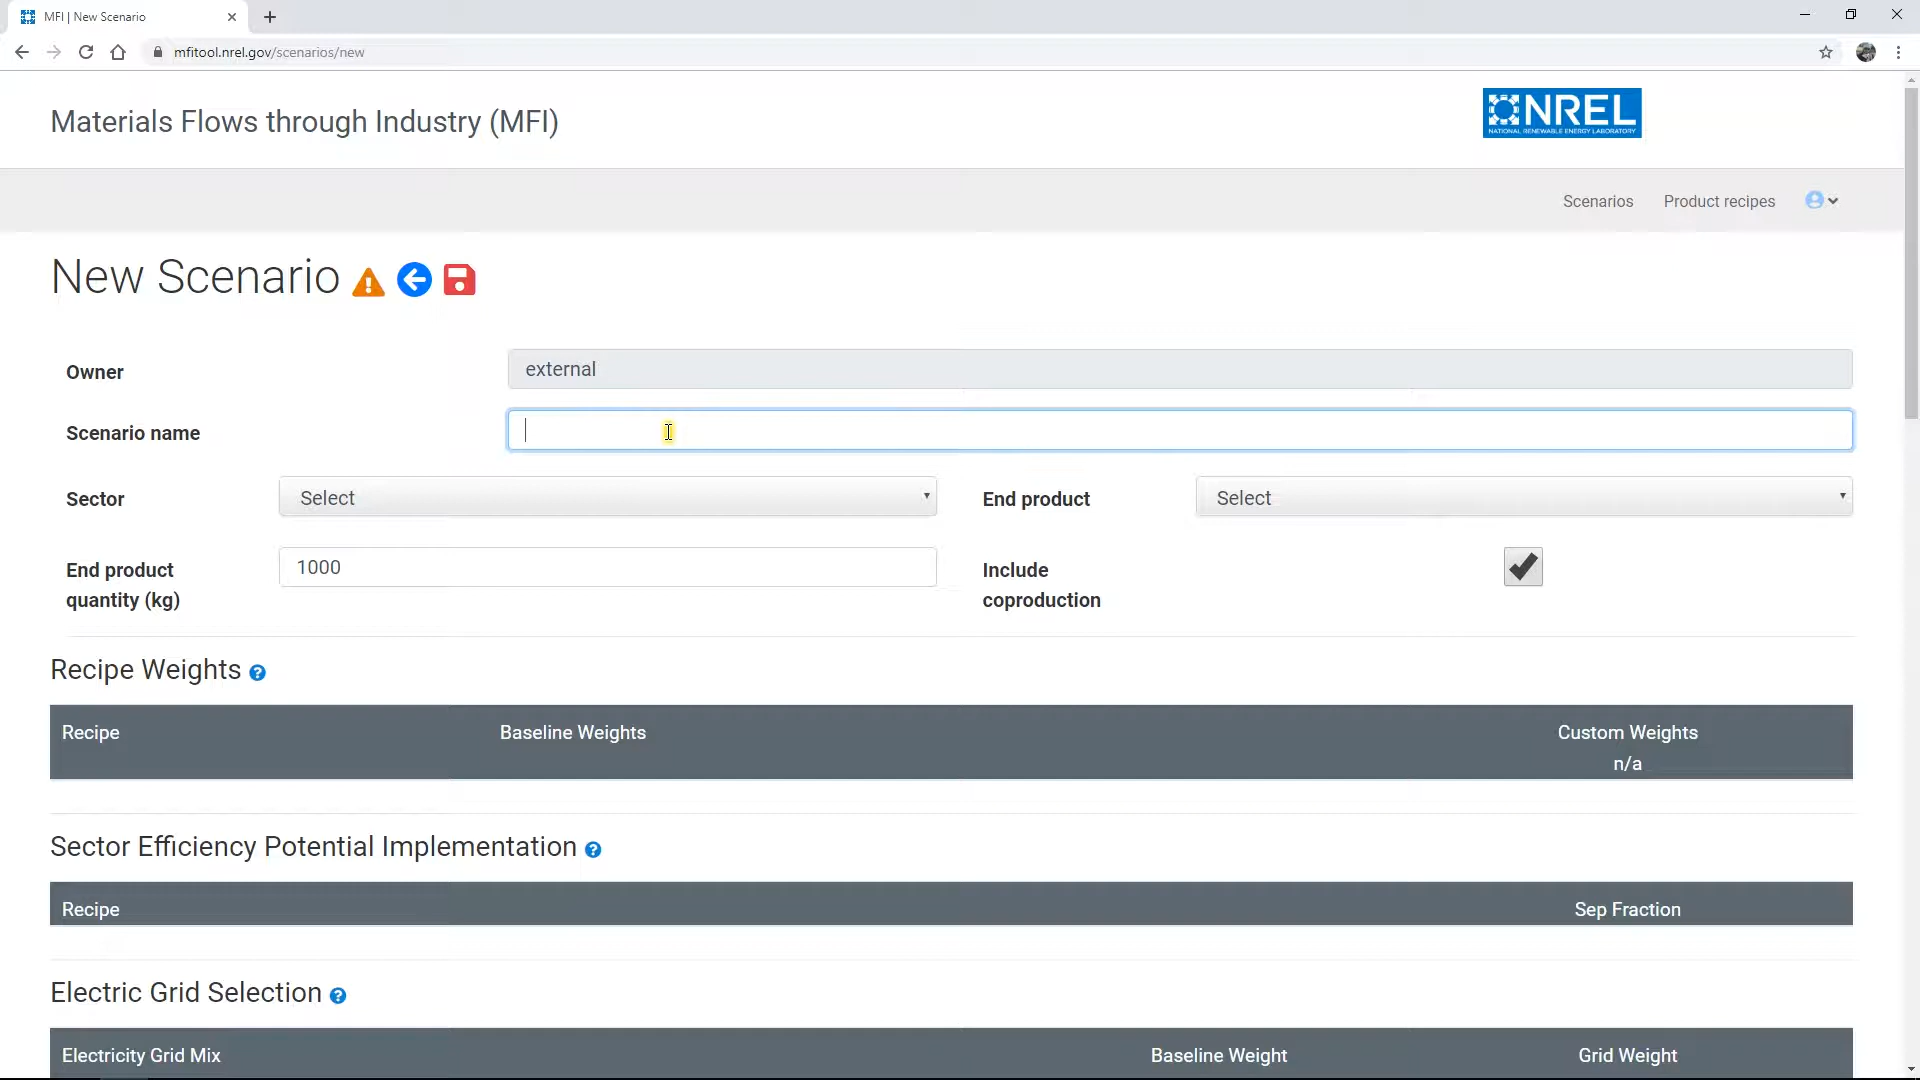 MFI | New Scenario
mfitool.nrel.gov/scenarios/new
Materials Flows through Industry (MFI)
NREL
NATIONAL RENEWABLE ENERGY LABORATORY
Scenarios
Product recipes
New Scenario
Owner
external
Scenario name
Sector
Select
End product
Select
End product
quantity (kg)
1000
Include
coproduction
Recipe Weights ?
Recipe
Baseline Weights
Custom Weights
n/a
Sector Efficiency Potential Implementation ?
Recipe
Sep Fraction
Electric Grid Selection ?
Electricity Grid Mix
Baseline Weight
Grid Weight